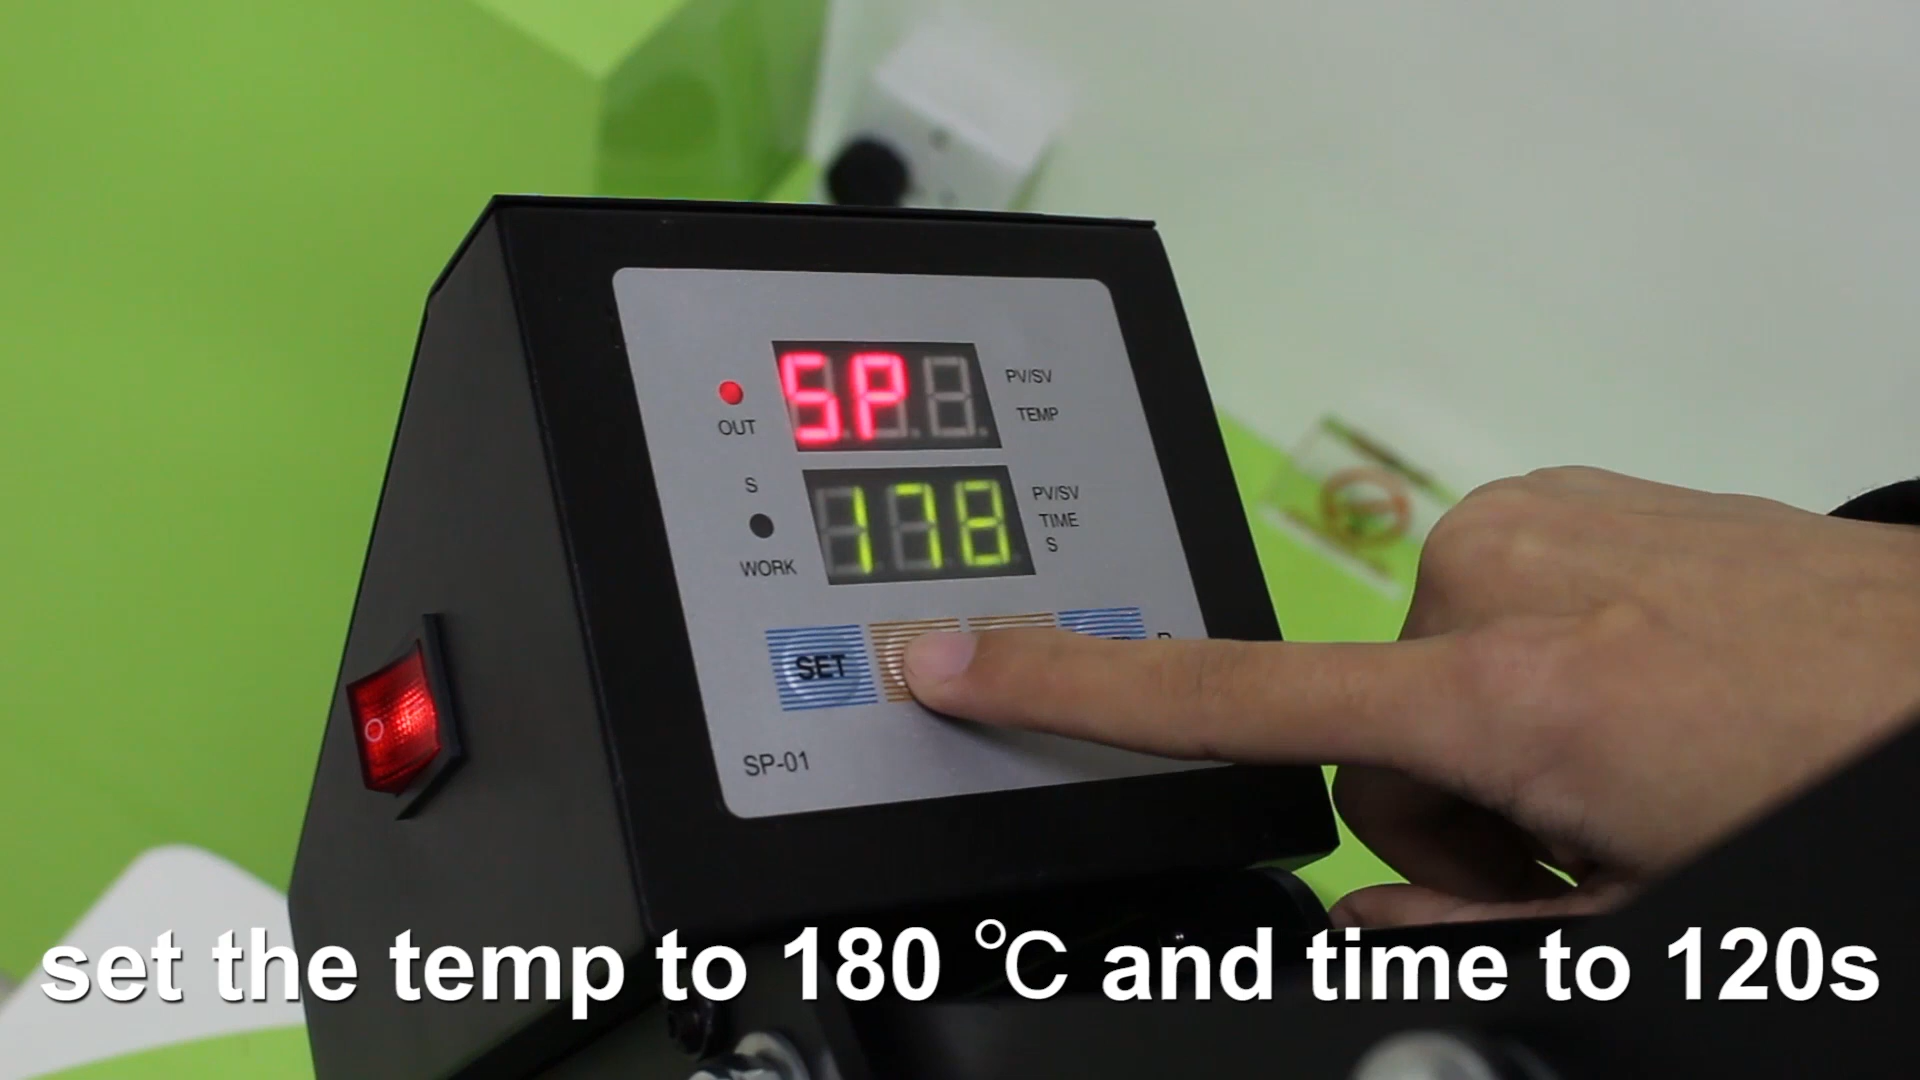 SP
PV/SV
OUT
TEMP
S
178
PV/SV
TIME
S
WORK
SET
SP-01
set the temp to 180 ℃ and time to 120s